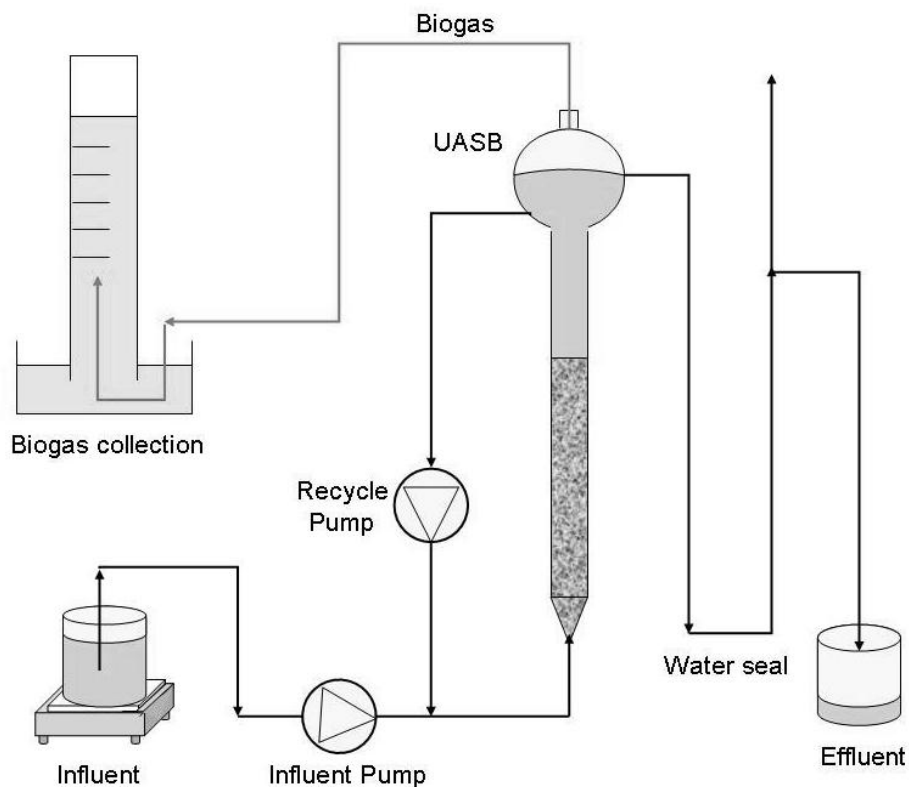 Biogas
UASB
Biogas collection
Recycle
Pump
Water seal
Influent
Influent Pump
Effluent